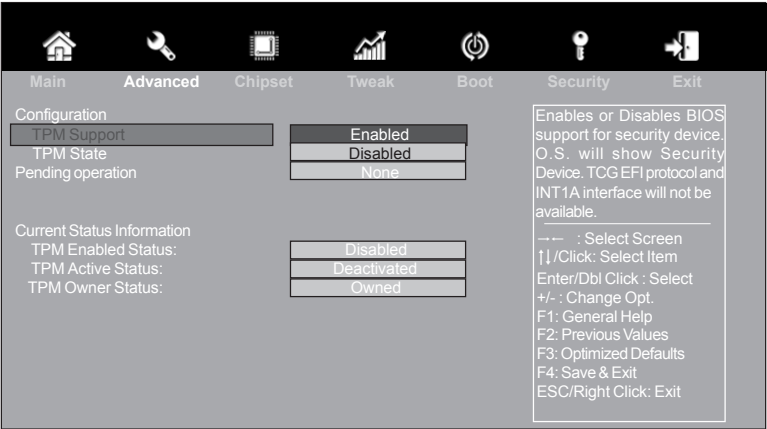 Main Advanced Chipset Tweak Boot Security Exit
Configuration
TPM Support Enabled
TPM State Disabled
Pending operation None
Current Status Information
TPM Enabled Status: Disabled
TPM Active Status: Deactivated
TPM Owner Status: Owned
Enables or Disables BIOS
support for security device.
O.S. will show Security
Device. TCG EFI protocol and
INT1A interface will not be
available.
→← : Select Screen
↑↓/Click: Select Item
Enter/Dbl Click : Select
+/- : Change Opt.
F1: General Help
F2: Previous Values
F3: Optimized Defaults
F4: Save & Exit
ESC/Right Click: Exit